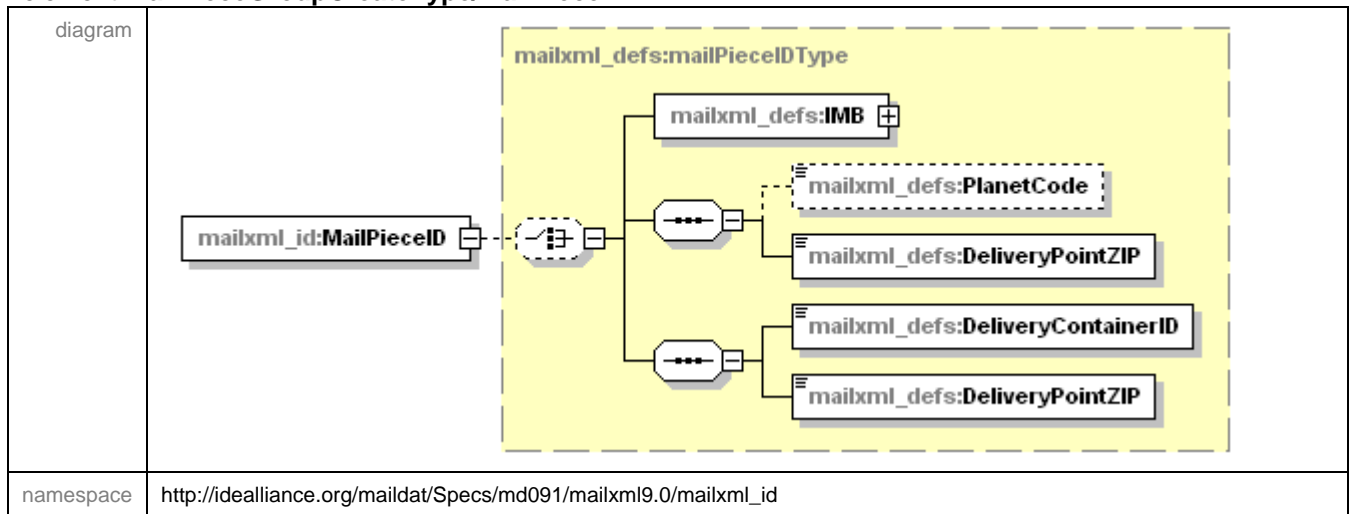 diagram
mailxml_defs:mailPieceIDType
mailxml_defs:IMB
mailxml_defs:PlanetCode
mailxml_id:MailPieceID
mailxml_defs:DeliveryPointZIP
mailxml_defs:DeliveryContainerID
mailxml_defs:DeliveryPointZIP
namespace http://idealliance.org/maildat/Specs/md091/mailxml9.0/mailxml_id